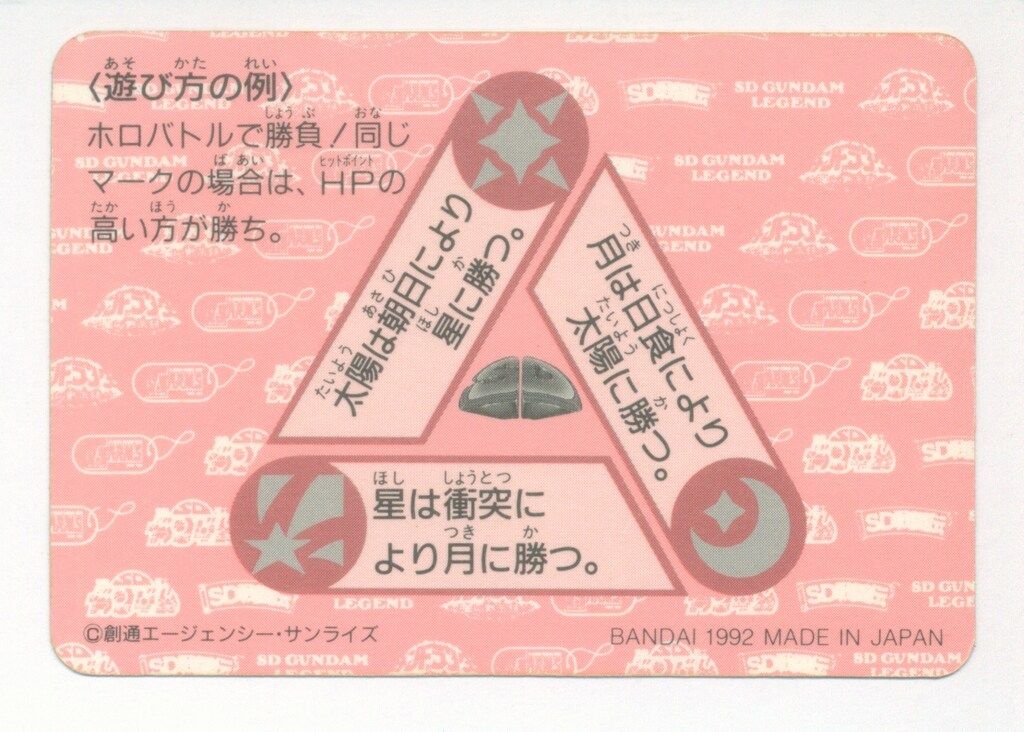 〈遊び方の例〉
ホロバトルで勝負!同じ
マークの場合は、HPの
高い方が勝ち。
太陽は朝日により
星に勝つ。
月は日食により
太陽に勝つ。
星は衝突に
より月に勝つ。
©創通エージェンシー・サンライズ
BANDAI 1992 MADE IN JAPAN
SD GUNDAM
LEGEND